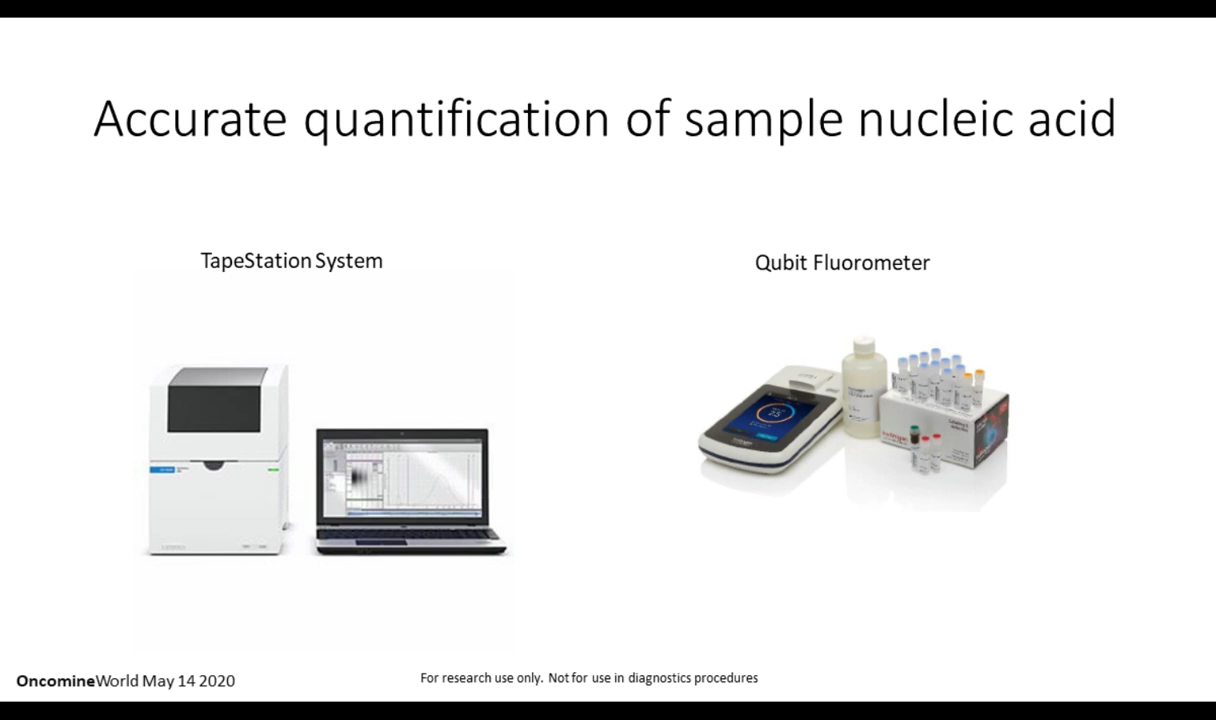 Accurate quantification of sample nucleic acid
TapeStation System
Qubit Fluorometer
OncomineWorld May 14 2020
For research use only. Not for use in diagnostics procedures